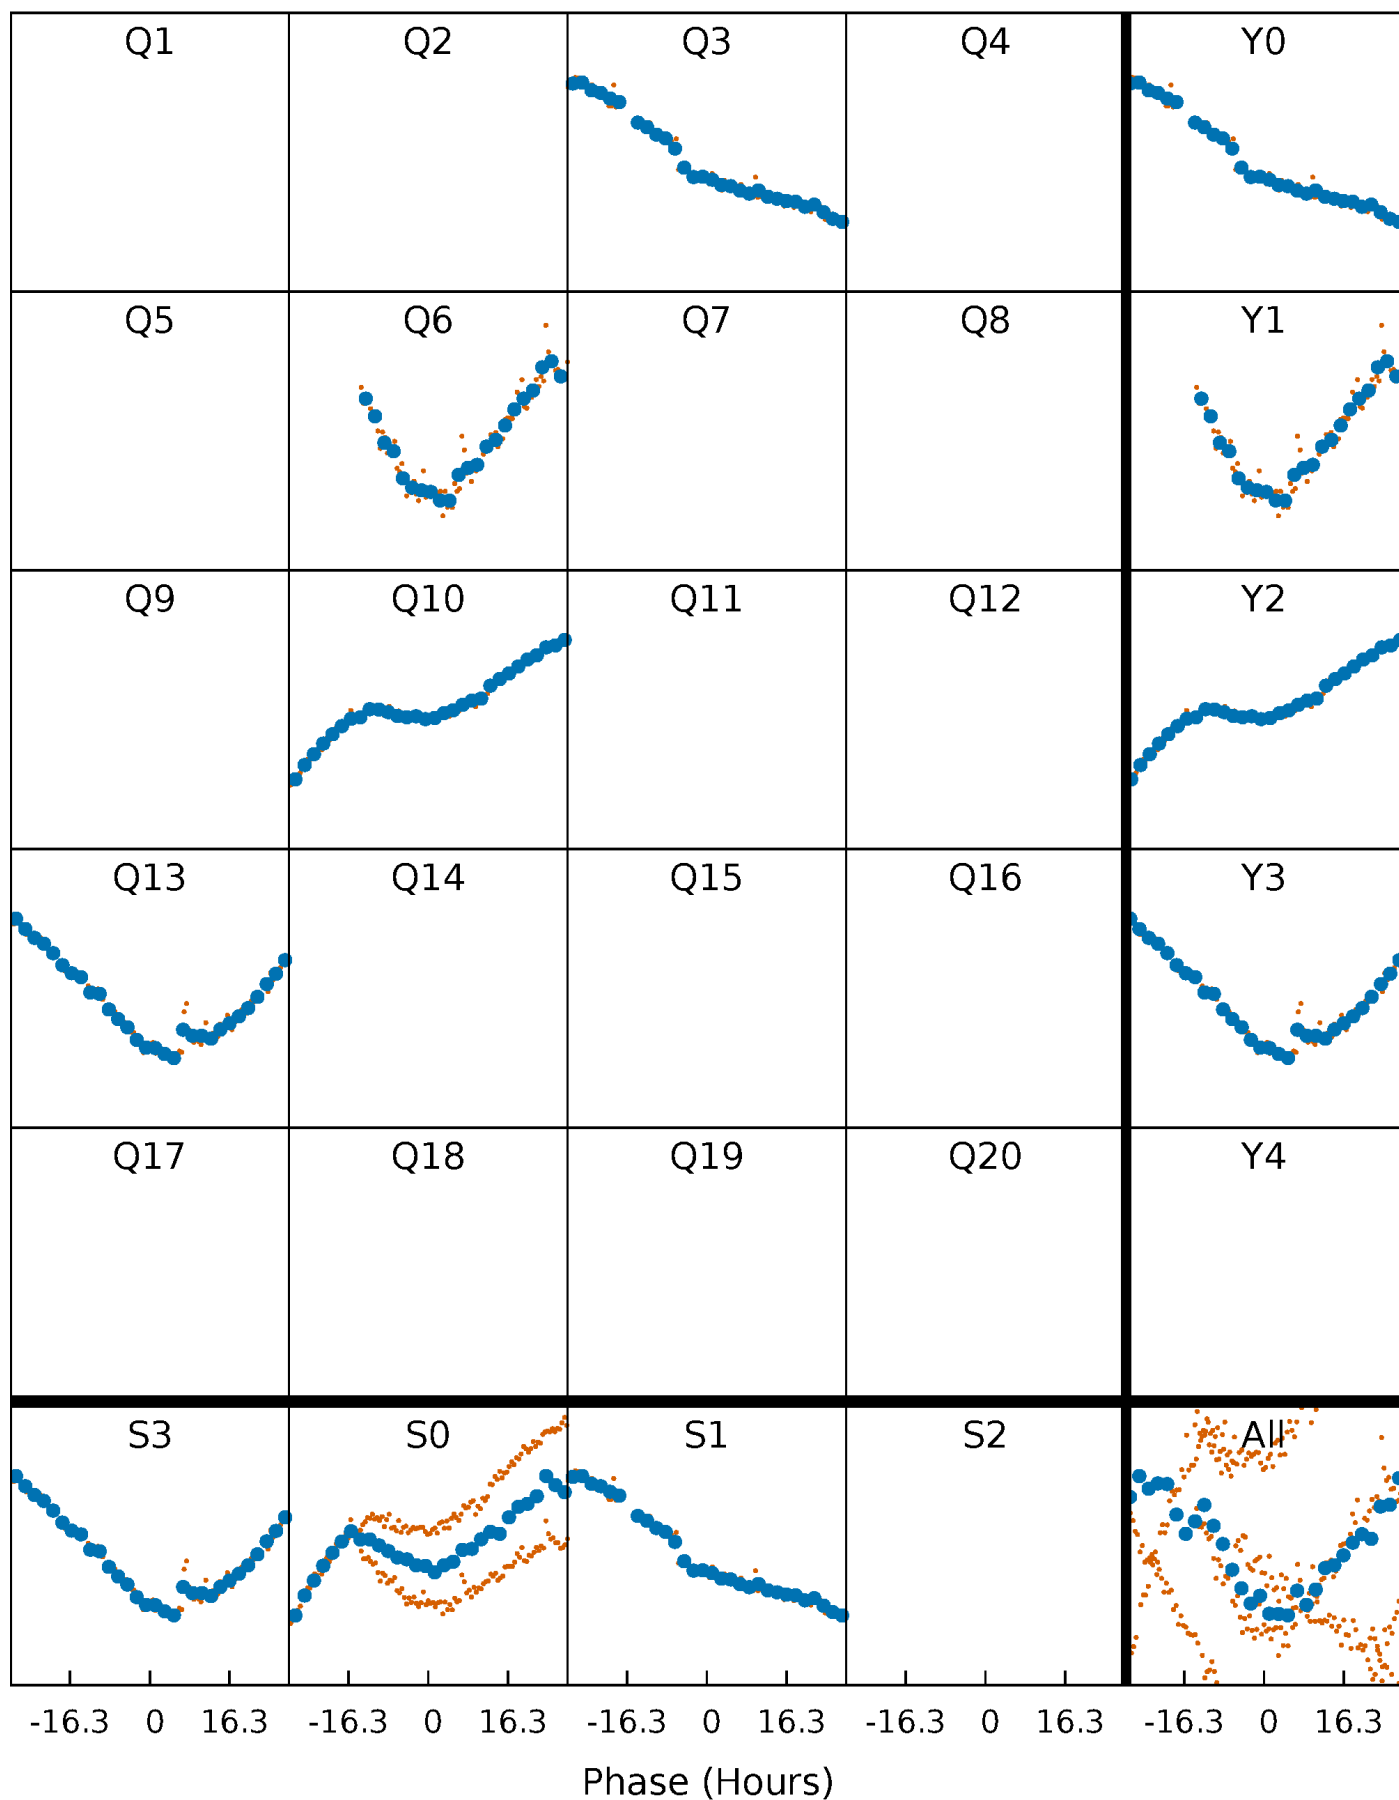 Q1 Q2 Q3 Q4 Y0
Q5 Q6 Q7 Q8 Y1
Q9 Q10 Q11 Q12 Y2
Q13 Q14 Q15 Q16 Y3
Q17 Q18 Q19 Q20 Y4
S3 S0 S1 S2 All
-16.3 0 16.3 -16.3 0 16.3 -16.3 0 16.3 -16.3 0 16.3 -16.3 0 16.3
Phase (Hours)